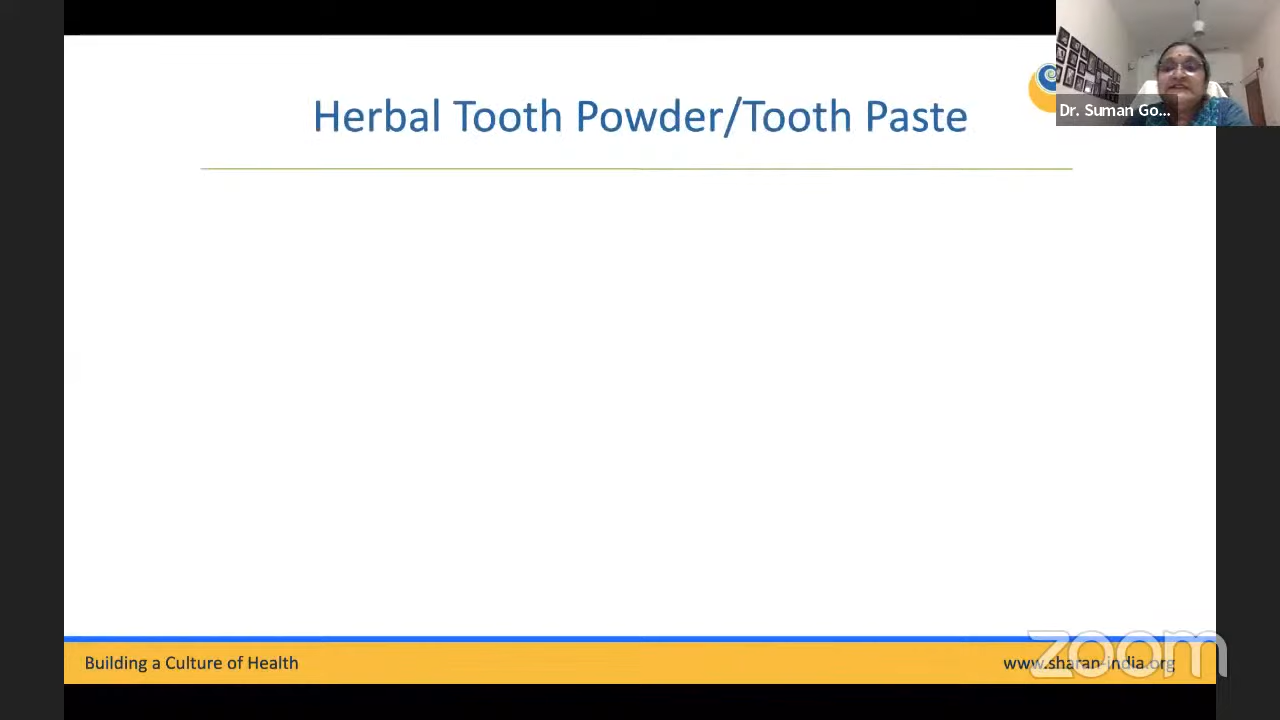 Herbal Tooth Powder/Tooth Paste
Dr. Suman Go...
Building a Culture of Health
www.sharan-india.org
zoom